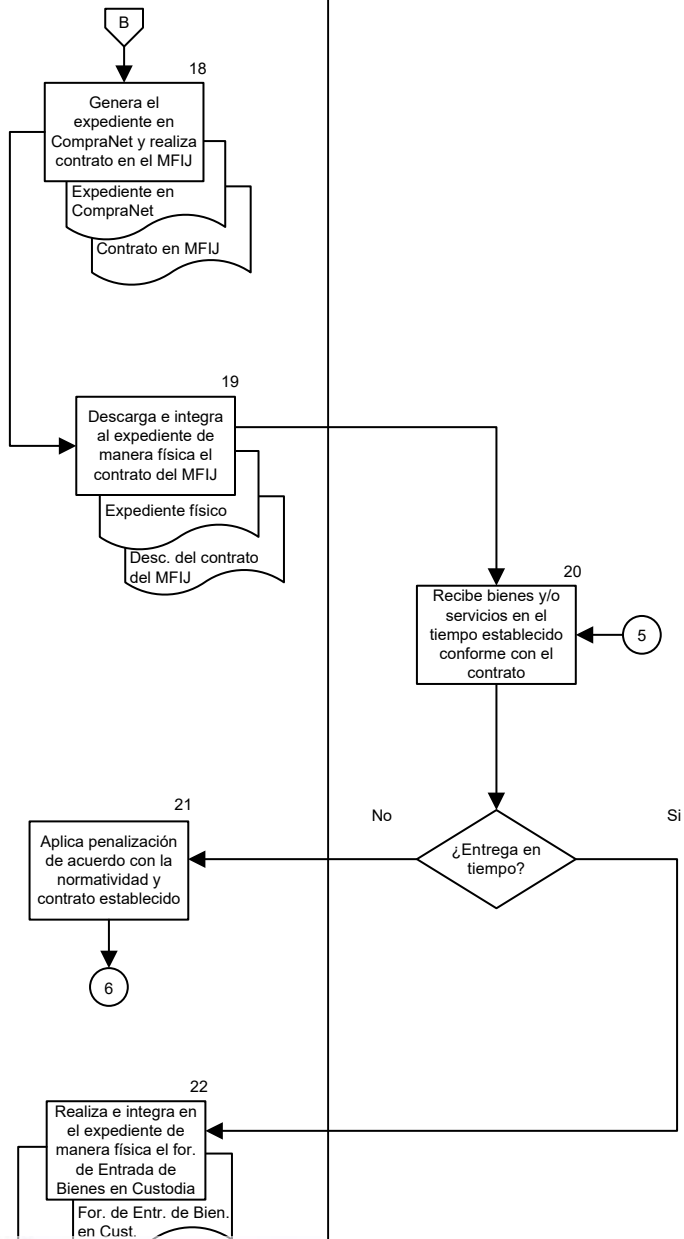 B
18
Genera el
expediente en
CompraNet y realiza
contrato en el MFIJ
Expediente en
CompraNet
Contrato en MFIJ
19
Descarga e integra
al expediente de
manera física el
contrato del MFIJ
Expediente físico
Desc. del contrato
del MFIJ
20
Recibe bienes y/o
servicios en el
tiempo establecido
conforme con el
contrato
5
No
Si
¿Entrega en
tiempo?
21
Aplica penalización
de acuerdo con la
normatividad y
contrato establecido
6
22
Realiza e integra en
el expediente de
manera física el for.
de Entrada de
Bienes en Custodia
For. de Entr. de Bien.
en Cust.